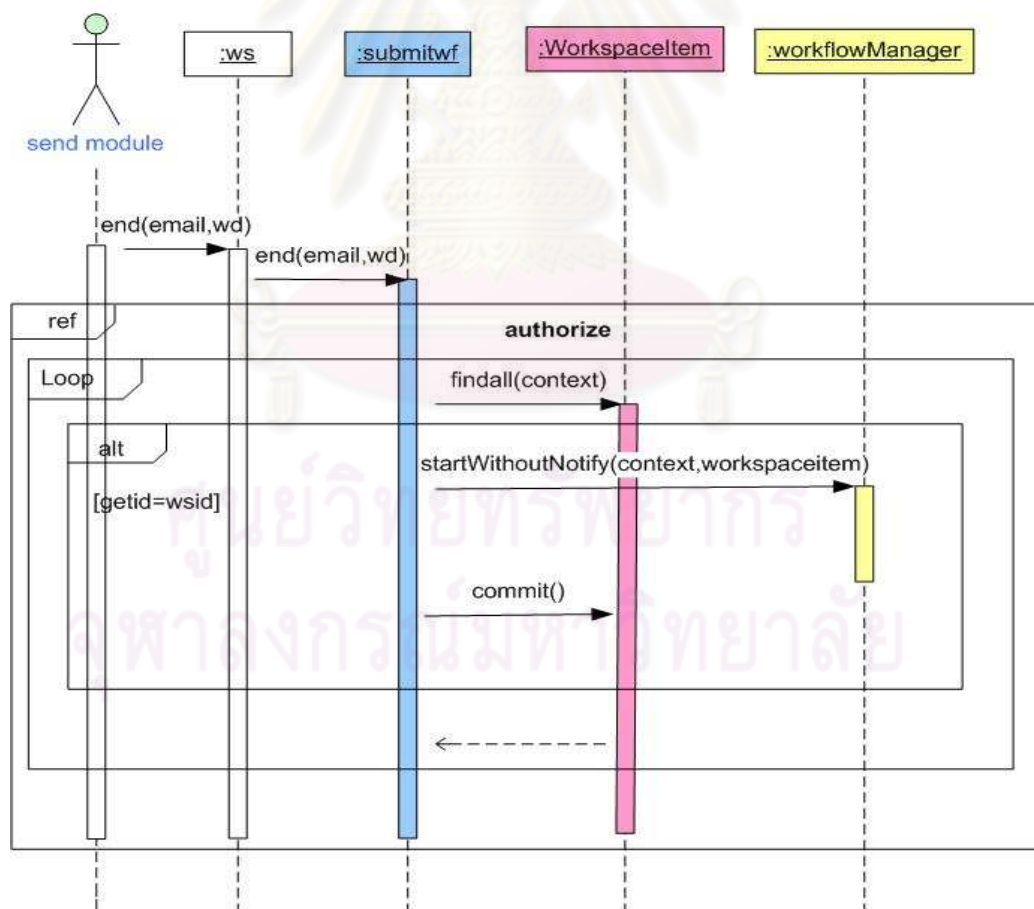 :ws
:submitwf
:WorkspaceItem
:workflowManager
send module
end(email,wd)
end(email,wd)
ref
authorize
Loop
findall(context)
alt
startWithoutNotify(context,workspaceitem)
[getid=wsid]
ศูนย์วิทยทรัพยากร
commit()
จุฬาลงกรณ์มหาวิทยาลัย